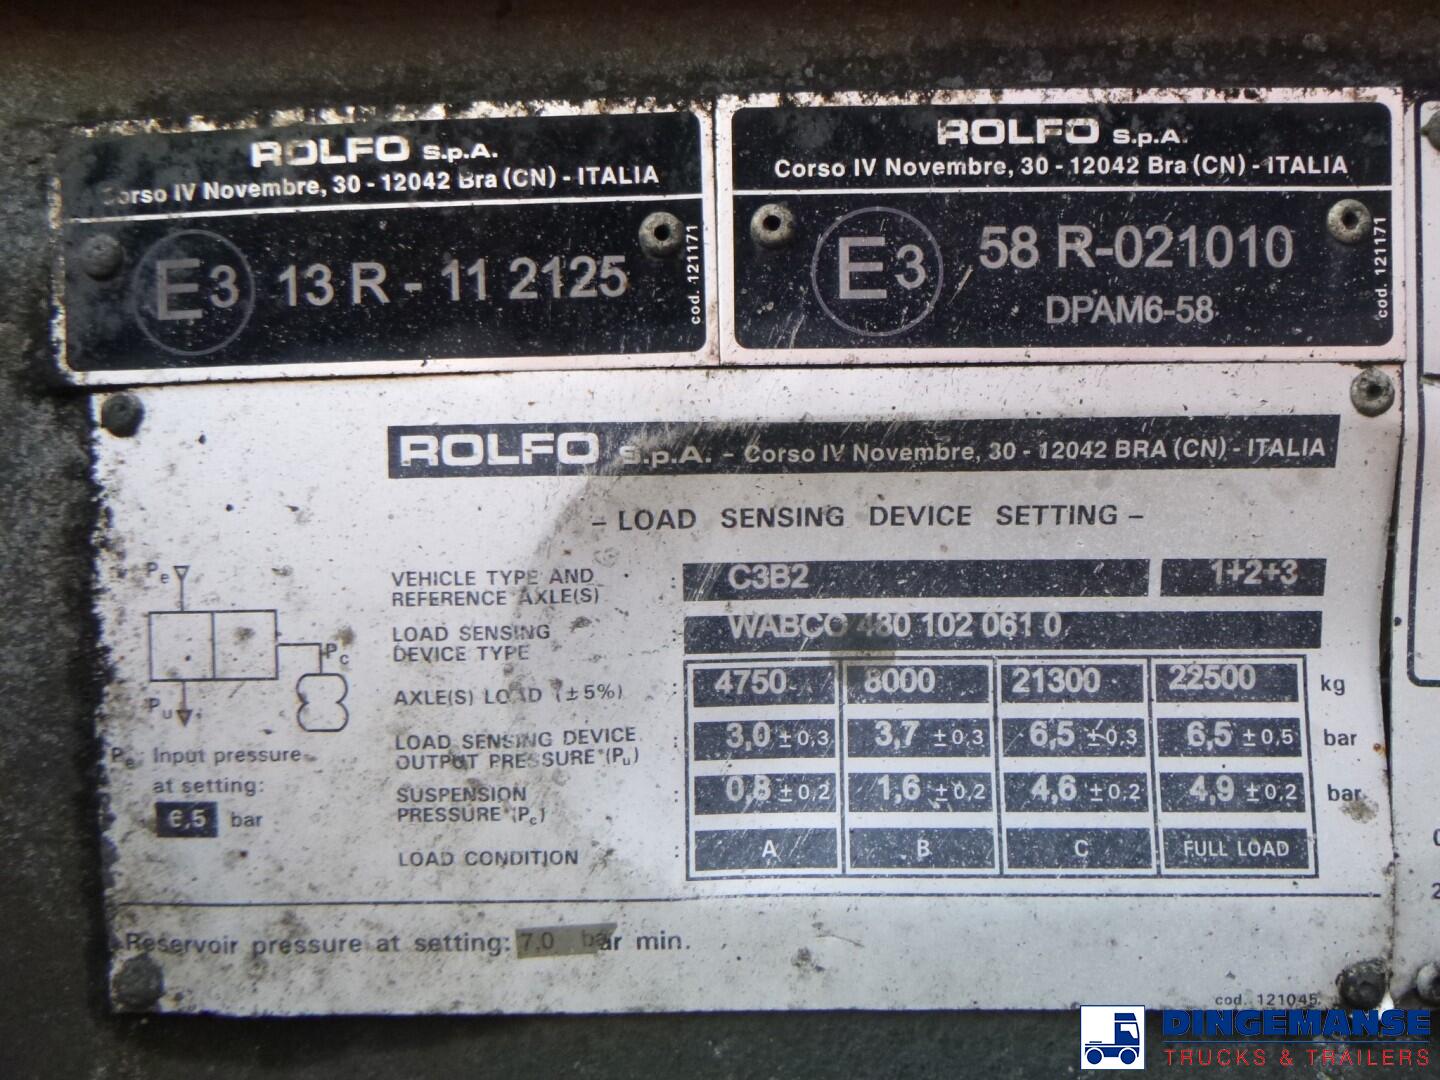 ROLFO S.p.A.
Corso IV Novembre, 30 - 12042 Bra (CN) - ITALIA
E3 13 R - 11 2125
cod. 121171
ROLFO S.p.A.
Corso IV Novembre, 30 - 12042 Bra (CN) - ITALIA
E3 58 R-021010
DPAM6-58
cod. 121171
ROLFO S.p.A. - Corso IV Novembre, 30 - 12042 BRA (CN) - ITALIA
- LOAD SENSING DEVICE SETTING -
Pe
Pc
Pu
Pe: Input pressure
at setting:
6,5 bar
VEHICLE TYPE AND
REFERENCE AXLE(S) : C3B2 1+2+3
LOAD SENSING
DEVICE TYPE : WABCO 480 102 061 0
AXLE(S) LOAD (±5%) : 4750 8000 21300 22500 kg
LOAD SENSING DEVICE
OUTPUT PRESSURE (Pu) : 3,0 ±0,3 3,7 ±0,3 6,5 ±0,3 6,5 ±0,5 bar
SUSPENSION
PRESSURE (Pc) : 0,8 ±0,2 1,6 ±0,2 4,6 ±0,2 4,9 ±0,2 bar
LOAD CONDITION : A B C FULL LOAD
Reservoir pressure at setting: 7,0 bar min.
cod. 121045
DINGEMANSE
TRUCKS & TRAILERS